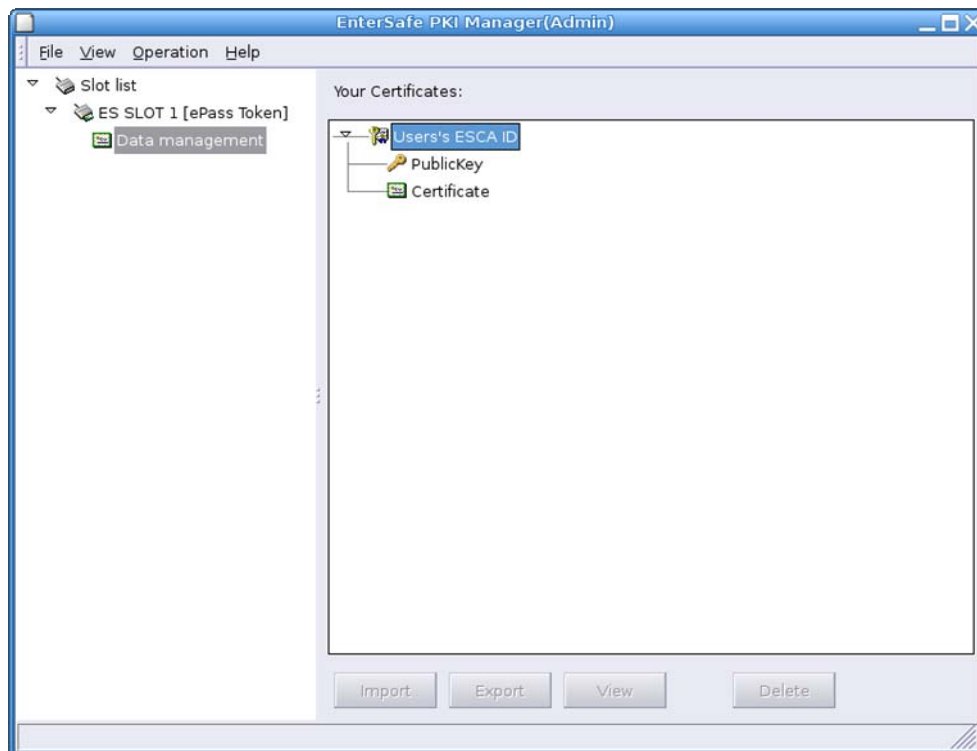 EnterSafe PKI Manager(Admin)
File View Operation Help
Slot list
ES SLOT 1 [ePass Token]
Data management
Your Certificates:
Users's ESCA ID
PublicKey
Certificate
Import Export View Delete